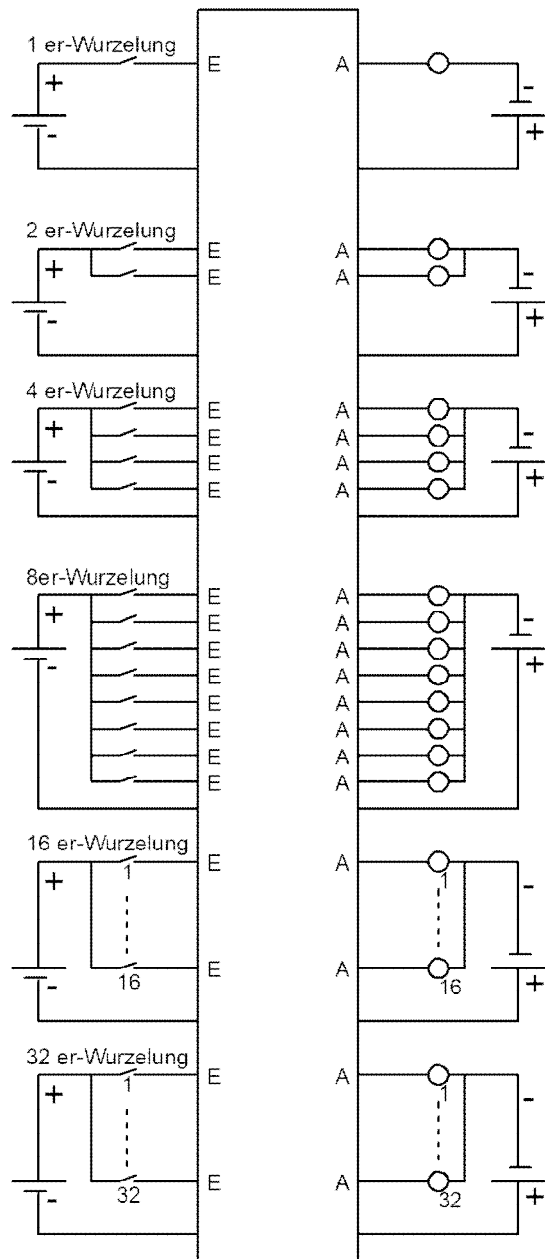 1 er-Wurzelung
+ E A -
- +
2 er-Wurzelung
+ E A -
E A
- +
4 er-Wurzelung
+ E A -
E A
- E A +
E A
8er-Wurzelung
+ E A -
E A
- E A +
E A
E A
E A
E A
E A
16 er-Wurzelung
+ 1 E A 1 -
- 16 E A 16 +
32 er-Wurzelung
+ 1 E A 1 -
- 32 E A 32 +